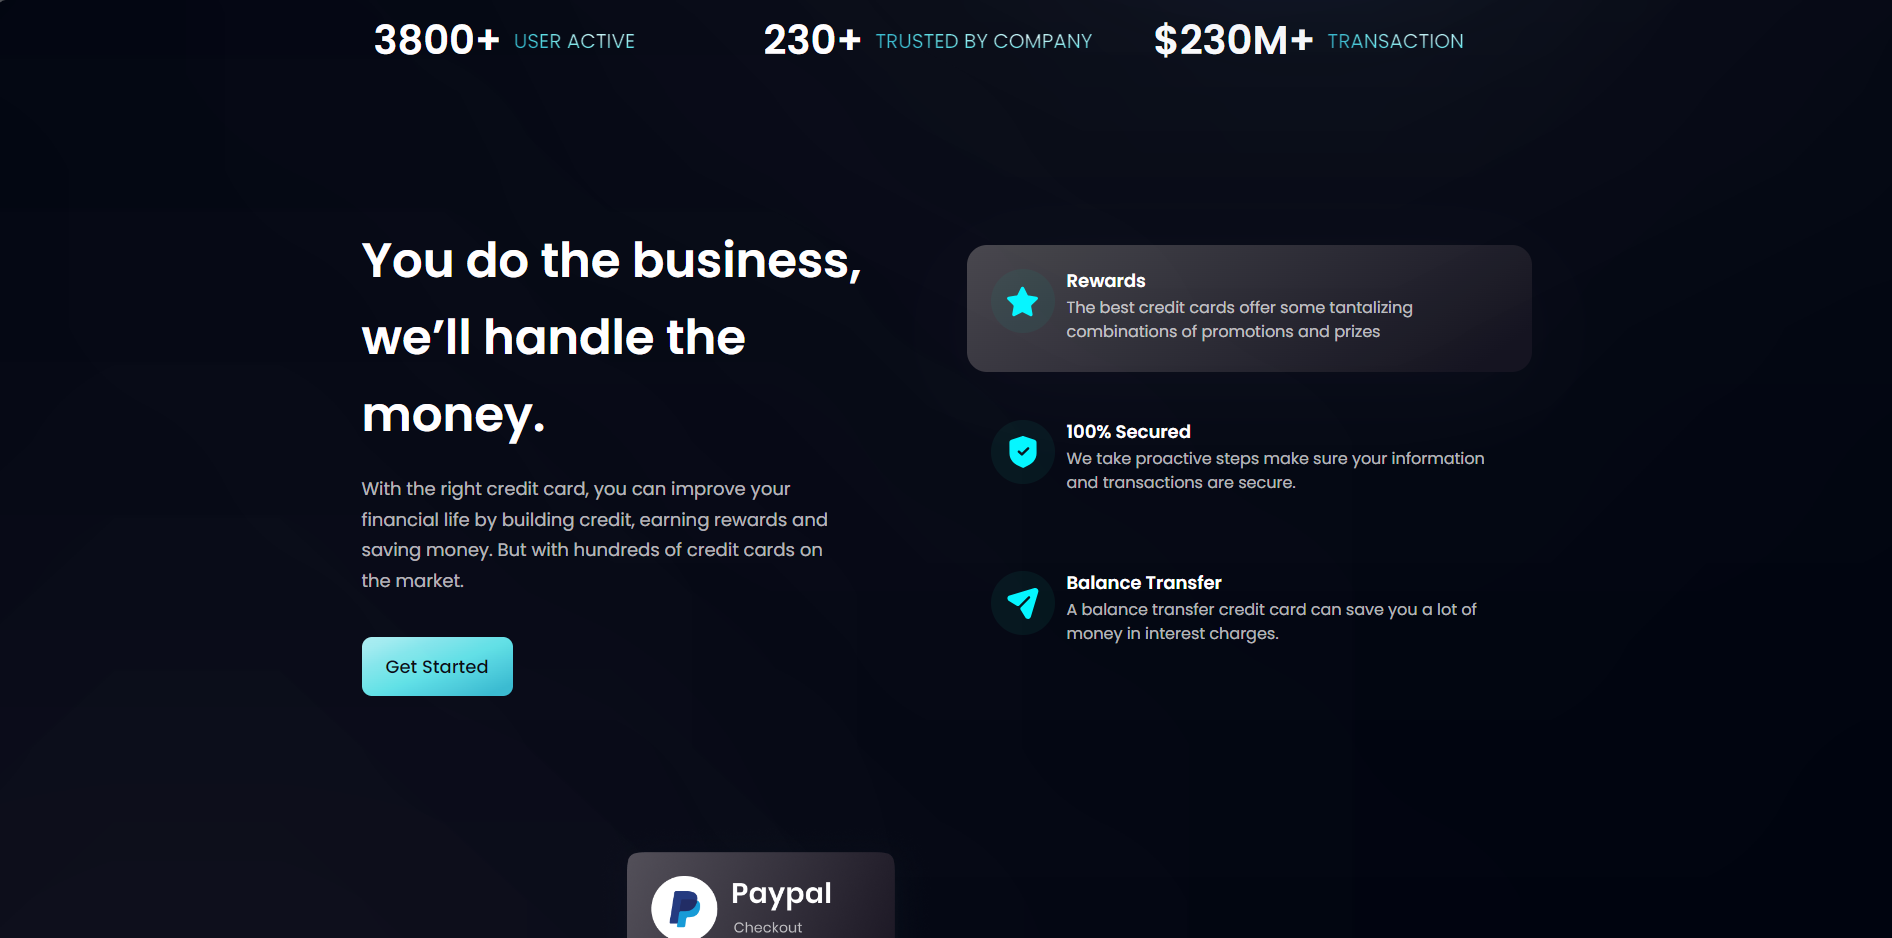 3800+ USER ACTIVE
230+ TRUSTED BY COMPANY
$230M+ TRANSACTION
You do the business,
we’ll handle the
money.
With the right credit card, you can improve your
financial life by building credit, earning rewards and
saving money. But with hundreds of credit cards on
the market.
Get Started
Rewards
The best credit cards offer some tantalizing
combinations of promotions and prizes
100% Secured
We take proactive steps make sure your information
and transactions are secure.
Balance Transfer
A balance transfer credit card can save you a lot of
money in interest charges.
Paypal
Checkout